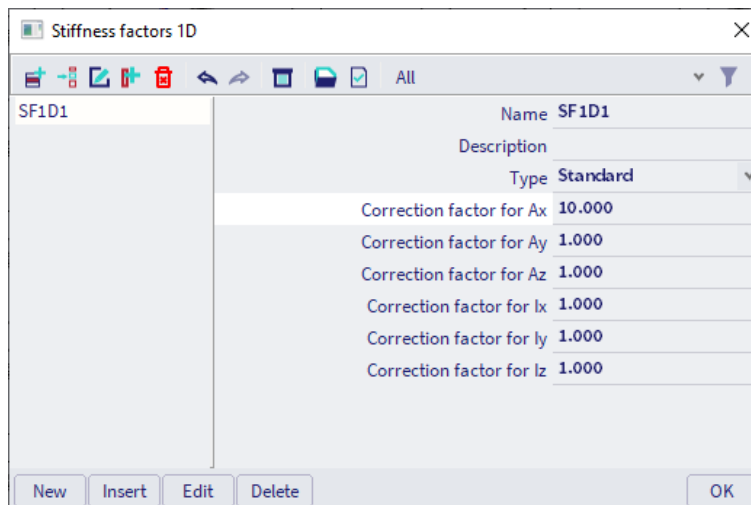 Stiffness factors 1D
All
SF1D1
Name SF1D1
Description
Type Standard
Correction factor for Ax 10.000
Correction factor for Ay 1.000
Correction factor for Az 1.000
Correction factor for Ix 1.000
Correction factor for Iy 1.000
Correction factor for Iz 1.000
New Insert Edit Delete OK